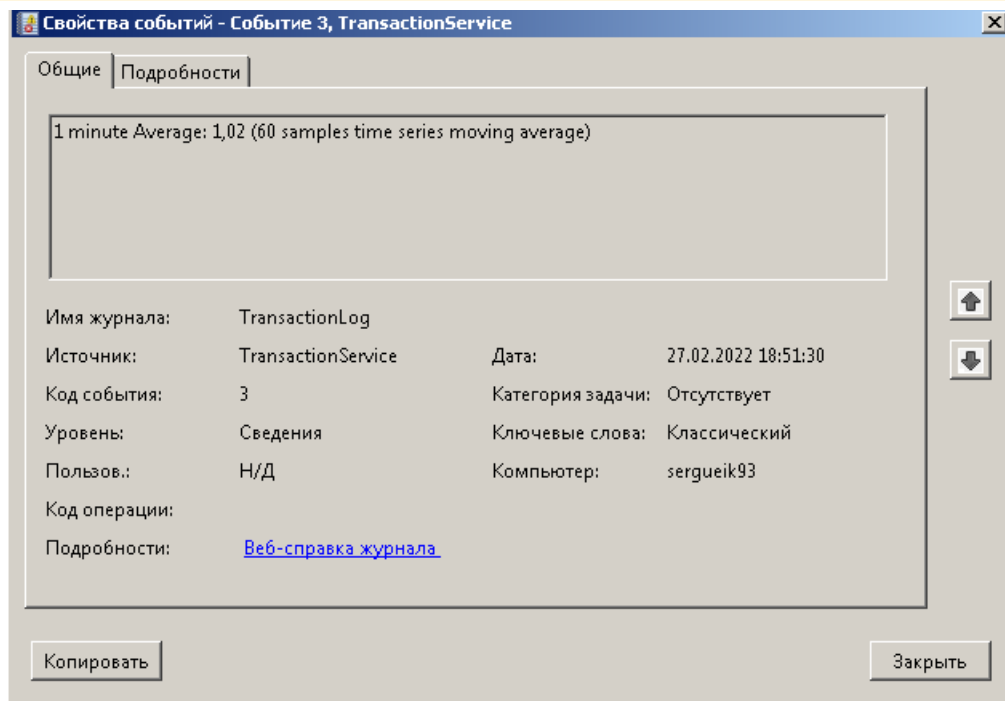 Свойства событий - Событие 3, TransactionService
Общие Подробности
1 minute Average: 1,02 (60 samples time series moving average)
Имя журнала: TransactionLog
Источник: TransactionService Дата: 27.02.2022 18:51:30
Код события: 3 Категория задачи: Отсутствует
Уровень: Сведения Ключевые слова: Классический
Пользов.: Н/Д Компьютер: sergueik93
Код операции:
Подробности: Веб-справка журнала
Копировать Закрыть